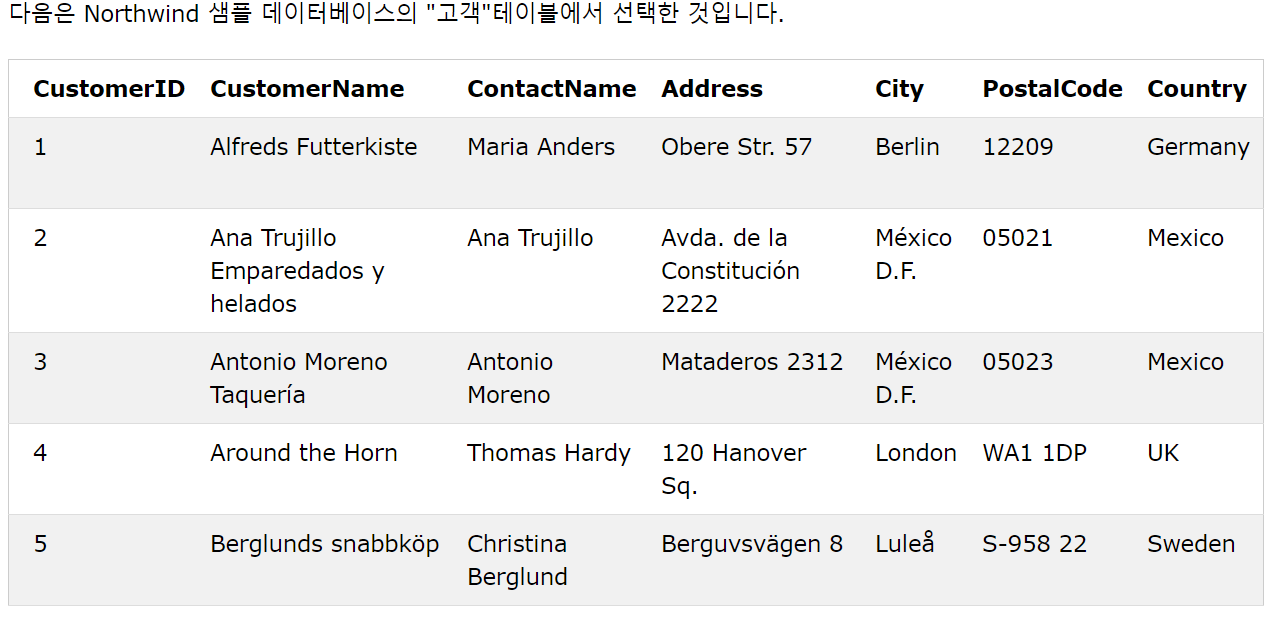 다음은 Northwind 샘플 데이터베이스의 "고객"테이블에서 선택한 것입니다.
CustomerID CustomerName ContactName Address City PostalCode Country
1 Alfreds Futterkiste Maria Anders Obere Str. 57 Berlin 12209 Germany
2 Ana Trujillo Ana Trujillo Avda. de la México 05021 Mexico
Emparedados y Constitución D.F.
helados 2222
3 Antonio Moreno Antonio Mataderos 2312 México 05023 Mexico
Taquería Moreno D.F.
4 Around the Horn Thomas Hardy 120 Hanover London WA1 1DP UK
Sq.
5 Berglunds snabbköp Christina Berguvsvägen 8 Luleå S-958 22 Sweden
Berglund